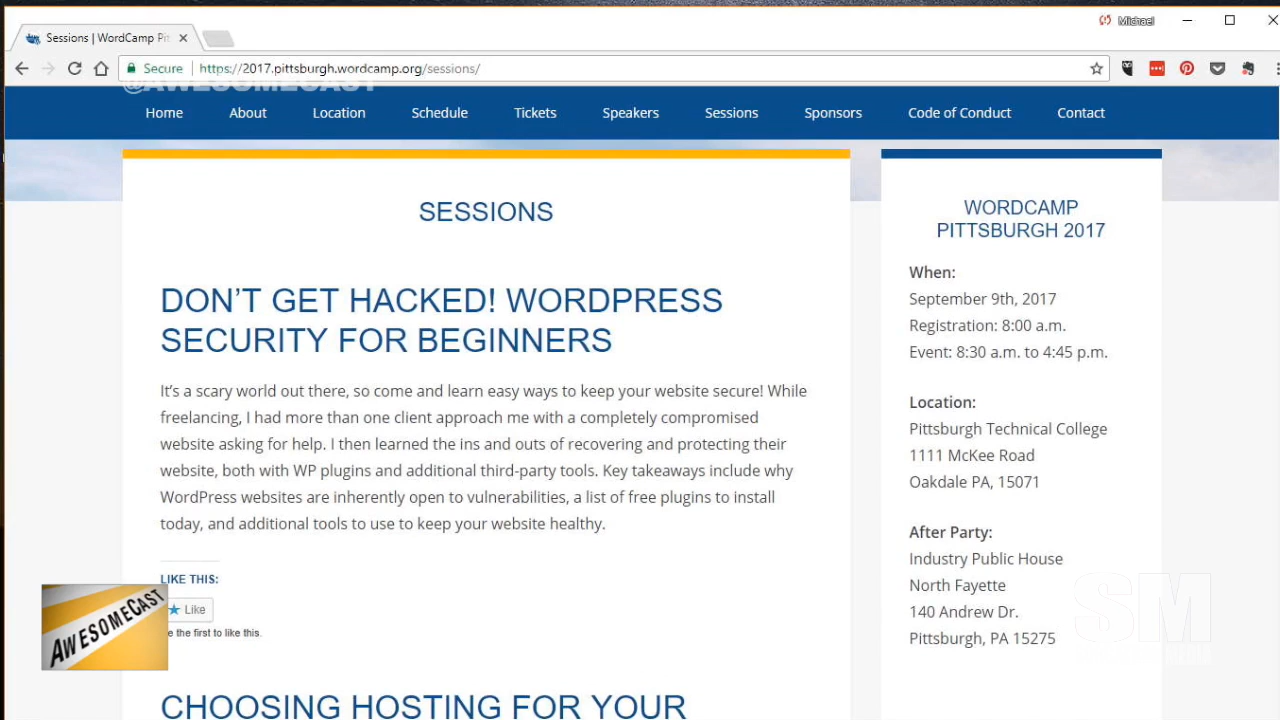 Michael
Sessions | WordCamp Pit
Secure
https://2017.pittsburgh.wordcamp.org/sessions/
@AWESOMECAST
Home About Location Schedule Tickets Speakers Sessions Sponsors Code of Conduct Contact
SESSIONS
DON’T GET HACKED! WORDPRESS
SECURITY FOR BEGINNERS
It’s a scary world out there, so come and learn easy ways to keep your website secure! While
freelancing, I had more than one client approach me with a completely compromised
website asking for help. I then learned the ins and outs of recovering and protecting their
website, both with WP plugins and additional third-party tools. Key takeaways include why
WordPress websites are inherently open to vulnerabilities, a list of free plugins to install
today, and additional tools to use to keep your website healthy.
LIKE THIS:
Like
e the first to like this.
CHOOSING HOSTING FOR YOUR
WORDCAMP
PITTSBURGH 2017
When:
September 9th, 2017
Registration: 8:00 a.m.
Event: 8:30 a.m. to 4:45 p.m.
Location:
Pittsburgh Technical College
1111 McKee Road
Oakdale PA, 15071
After Party:
Industry Public House
North Fayette
140 Andrew Dr.
Pittsburgh, PA 15275
AWESOMECAST
SM